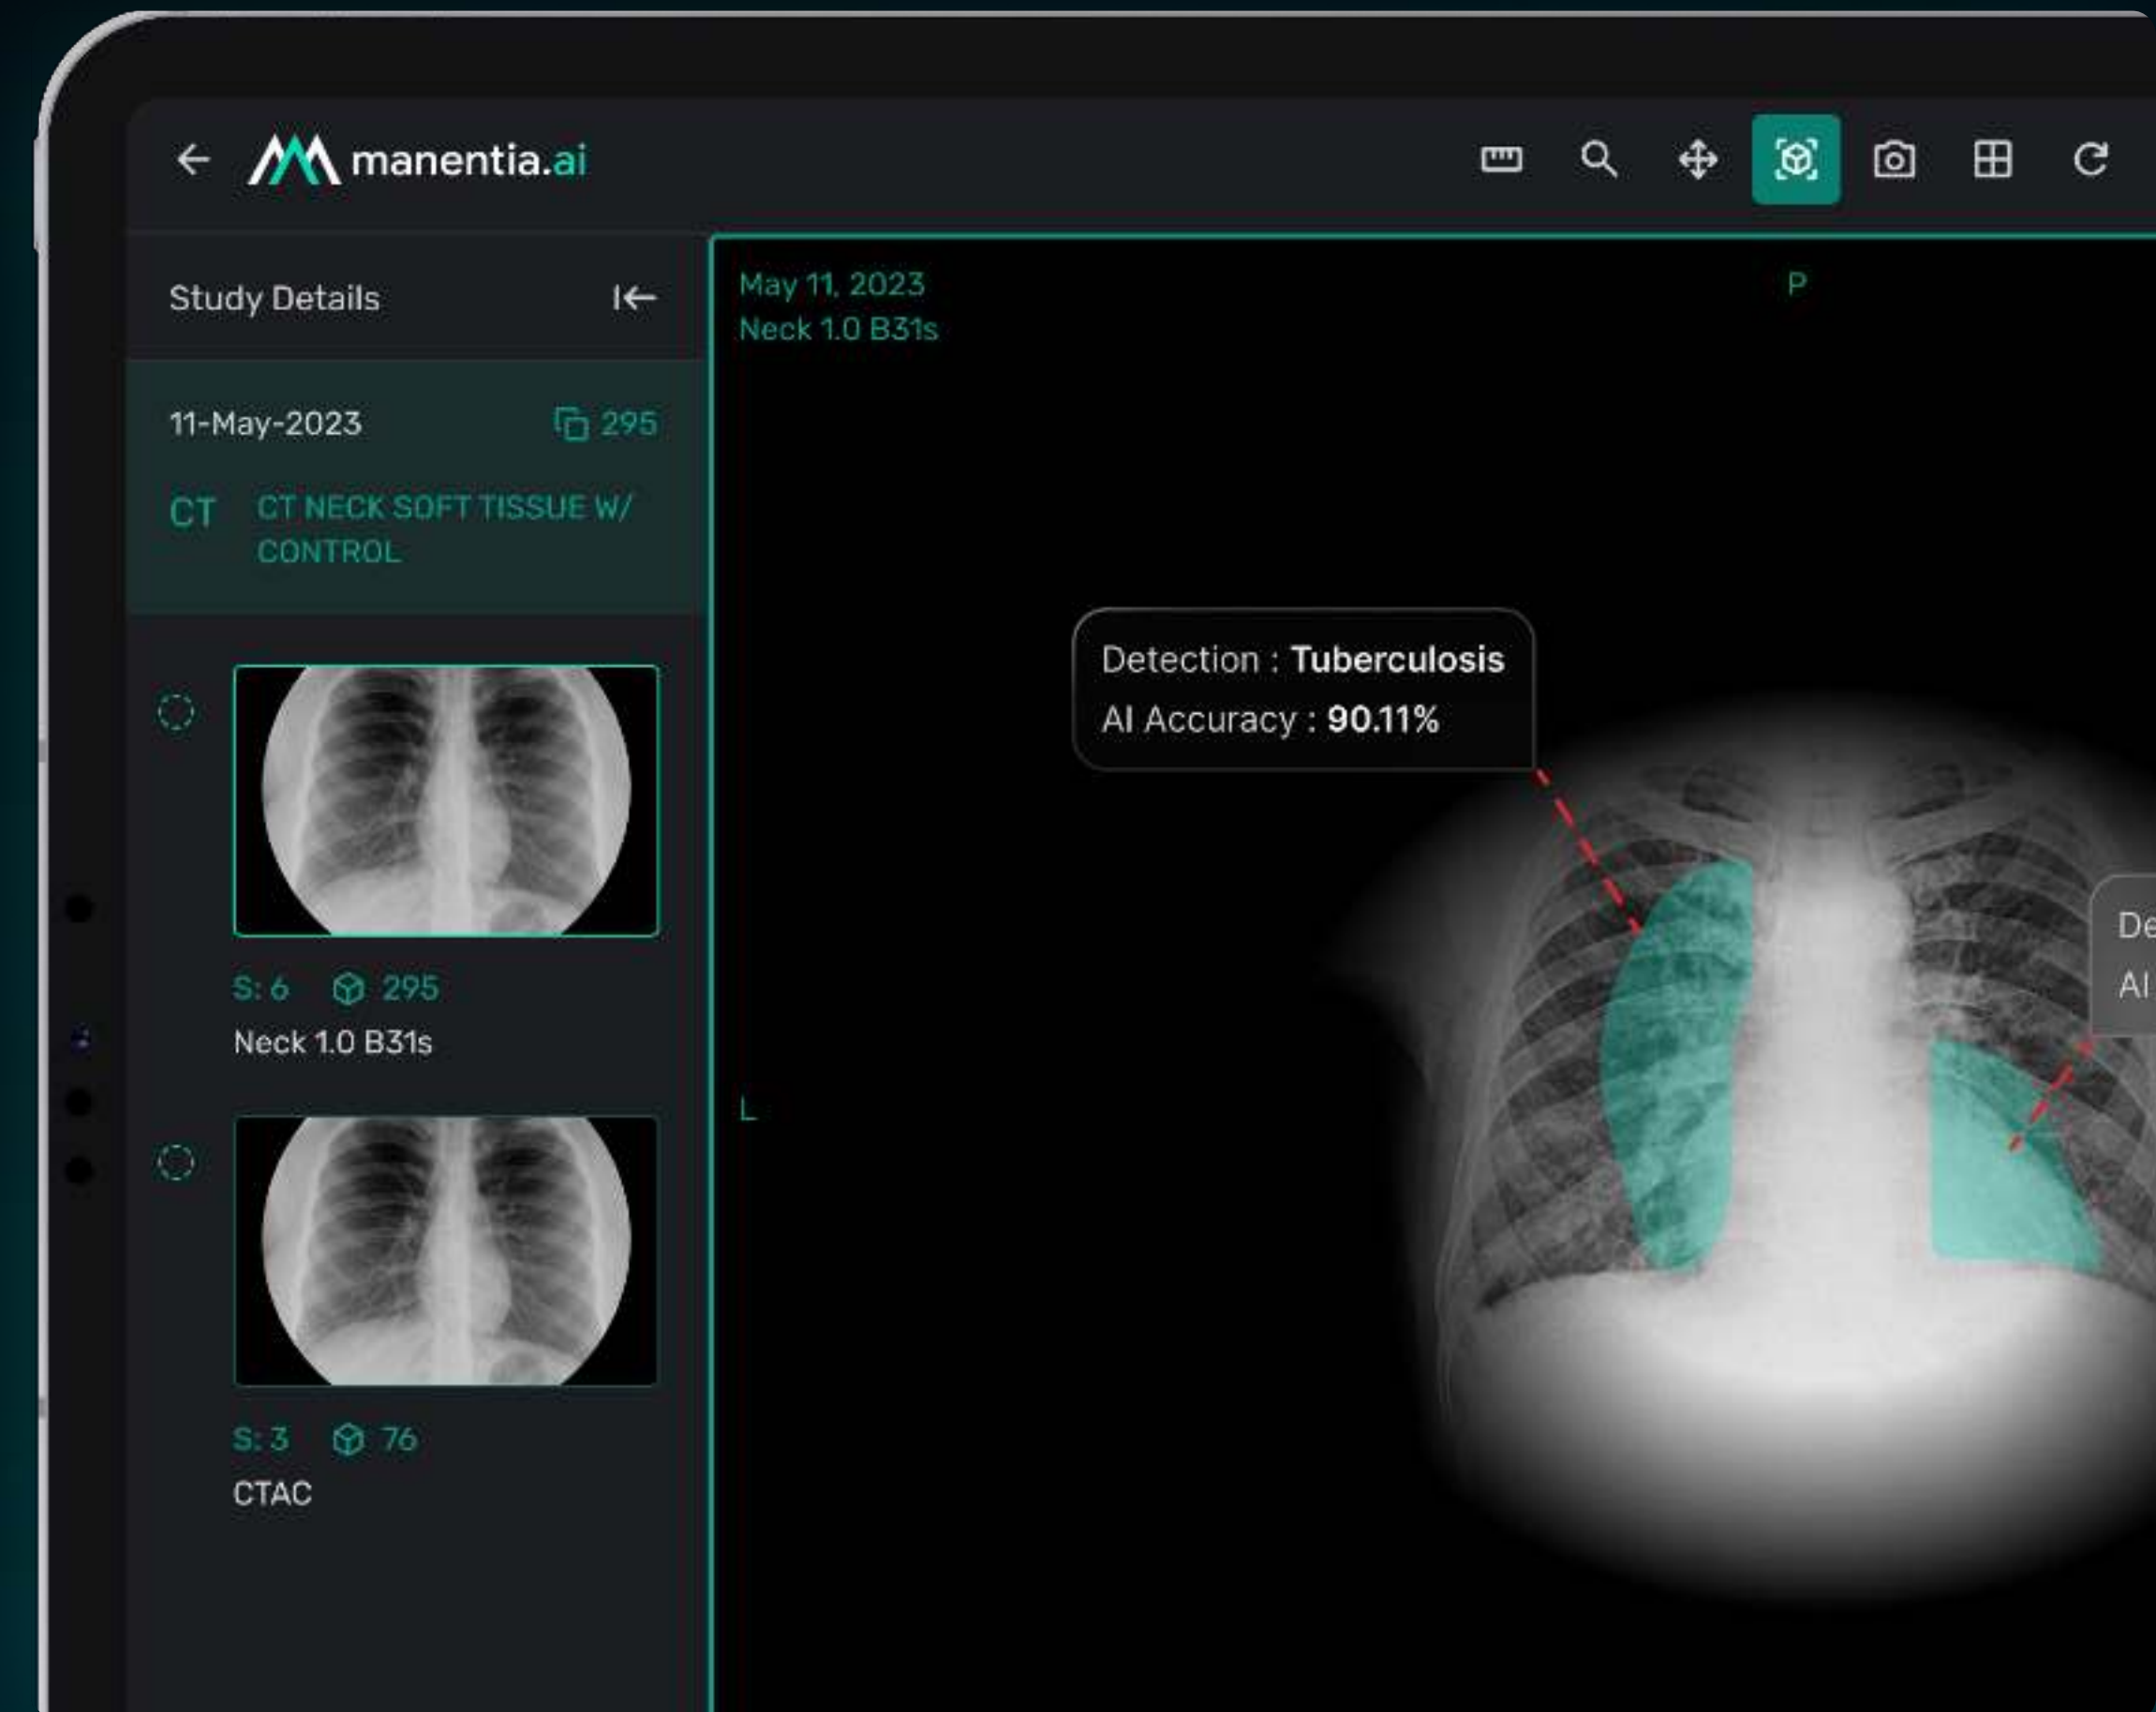 manentia.ai
Study Details
11-May-2023
295
CT
CT NECK SOFT TISSUE W/
CONTROL
S: 6
295
Neck 1.0 B31s
S: 3
76
CTAC
May 11, 2023
Neck 1.0 B31s
P
L
Detection : Tuberculosis
AI Accuracy : 90.11%
De
AI